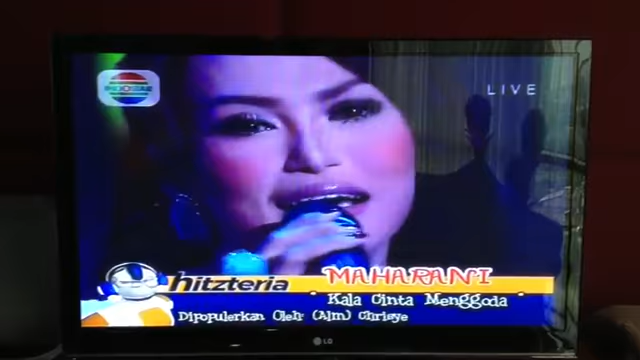 INDOSIAR
LIVE
hitzteria
MAHARANI
Kala Cinta Menggoda
Dipopulerkan Oleh: (Alm) Chrisye
LG